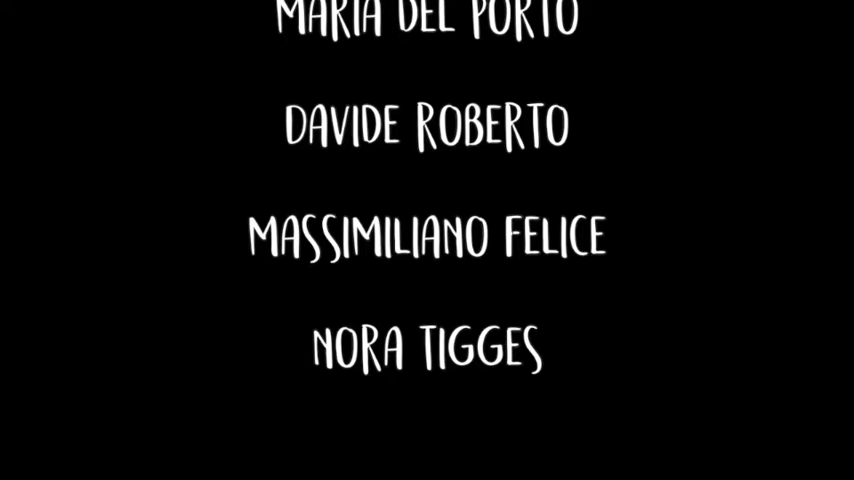 MARIA DEL PORTO
DAVIDE ROBERTO
MASSIMILIANO FELICE
NORA TIGGES